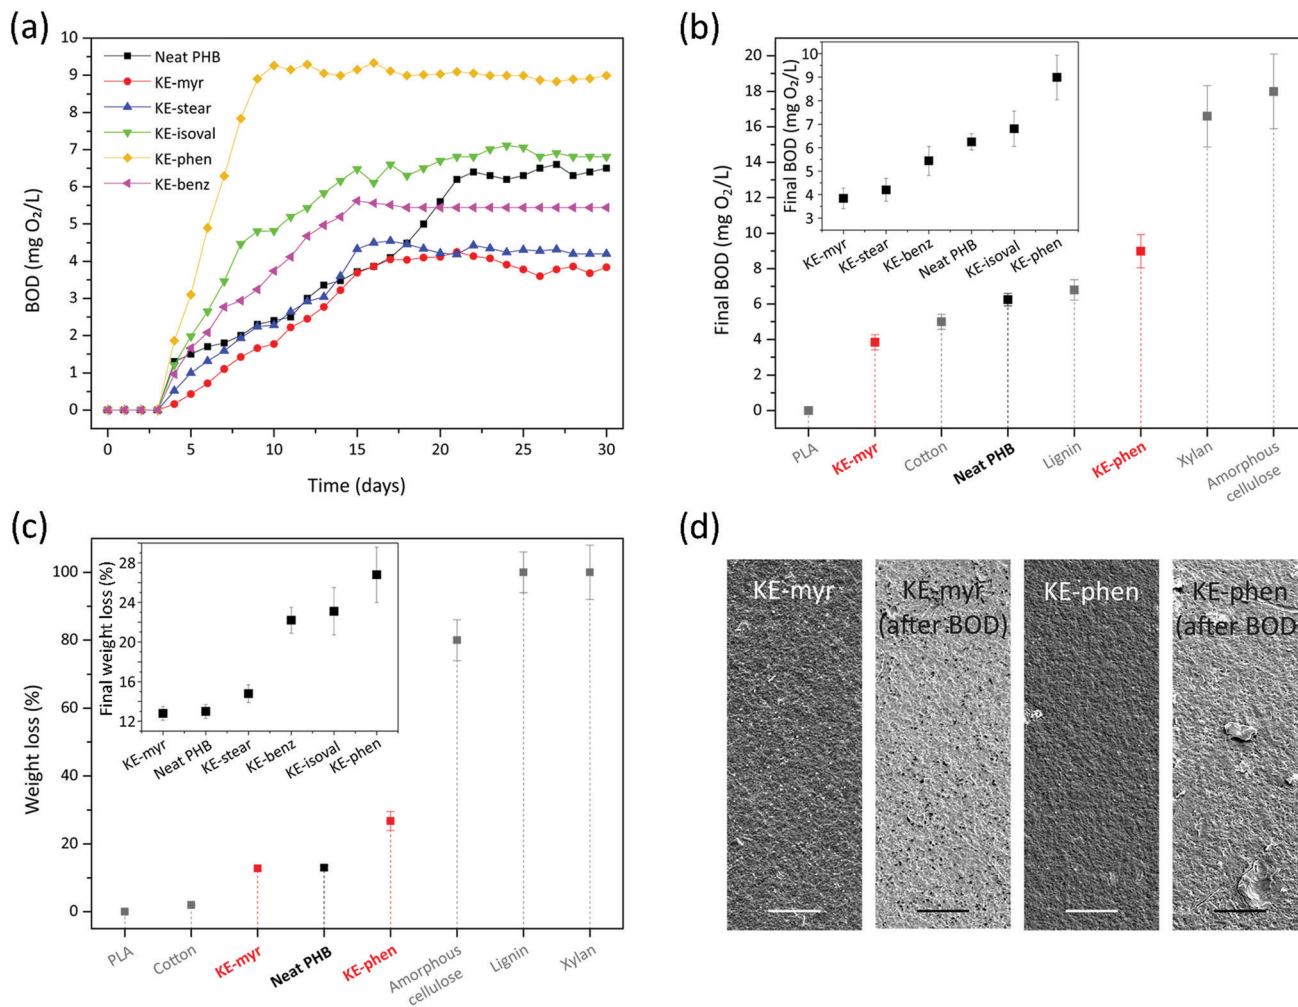 (a)
BOD (mg O₂/L)
10
9
8
7
6
5
4
3
2
1
0
Neat PHB
KE-myr
KE-stear
KE-isoval
KE-phen
KE-benz
0 5 10 15 20 25 30
Time (days)
(b)
Final BOD (mg O₂/L)
20
18
16
14
12
10
8
6
4
2
0
Final BOD (mg O₂/L)
10
9
8
7
6
5
4
3
KE-myr
KE-stear
KE-benz
Neat PHB
KE-isoval
KE-phen
PLA
KE-myr
Cotton
Neat PHB
Lignin
KE-phen
Xylan
Amorphous
cellulose
(c)
Weight loss (%)
100
80
60
40
20
0
Final weight loss (%)
28
24
20
16
12
KE-myr
Neat PHB
KE-stear
KE-benz
KE-isoval
KE-phen
PLA
Cotton
KE-myr
Neat PHB
KE-phen
Amorphous
cellulose
Lignin
Xylan
(d)
KE-myr
KE-myr
(after BOD)
KE-phen
KE-phen
(after BOD)